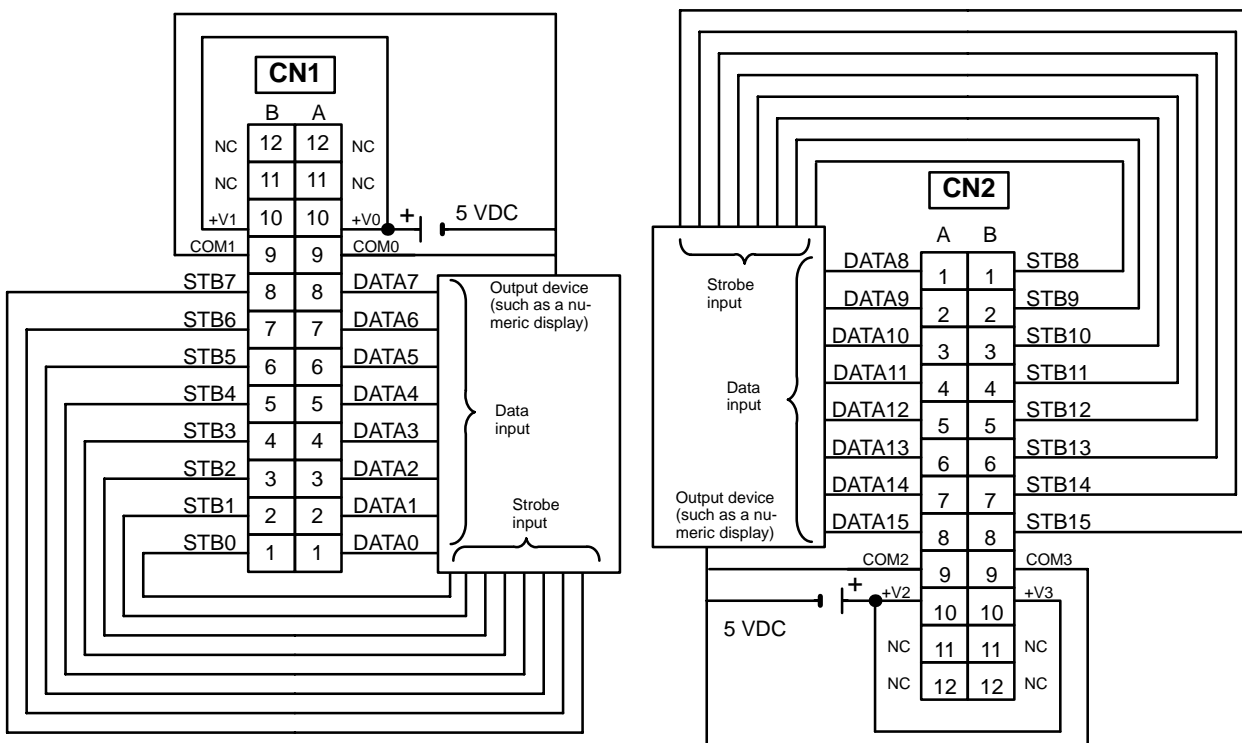 CN1
B A
NC 12 12 NC
NC 11 11 NC
+V1 10 10 +V0 + 5 VDC
COM1 9 9 COM0
STB7 8 8 DATA7
STB6 7 7 DATA6
STB5 6 6 DATA5
STB4 5 5 DATA4
STB3 4 4 DATA3
STB2 3 3 DATA2
STB1 2 2 DATA1
STB0 1 1 DATA0
Output device
(such as a nu-
meric display)
Data
input
Strobe
input
CN2
A B
DATA8 1 1 STB8
DATA9 2 2 STB9
DATA10 3 3 STB10
DATA11 4 4 STB11
DATA12 5 5 STB12
DATA13 6 6 STB13
DATA14 7 7 STB14
DATA15 8 8 STB15
COM2 9 9 COM3
+ +V2 10 10 +V3
5 VDC
NC 11 11 NC
NC 12 12 NC
Strobe
input
Data
input
Output device
(such as a nu-
meric display)